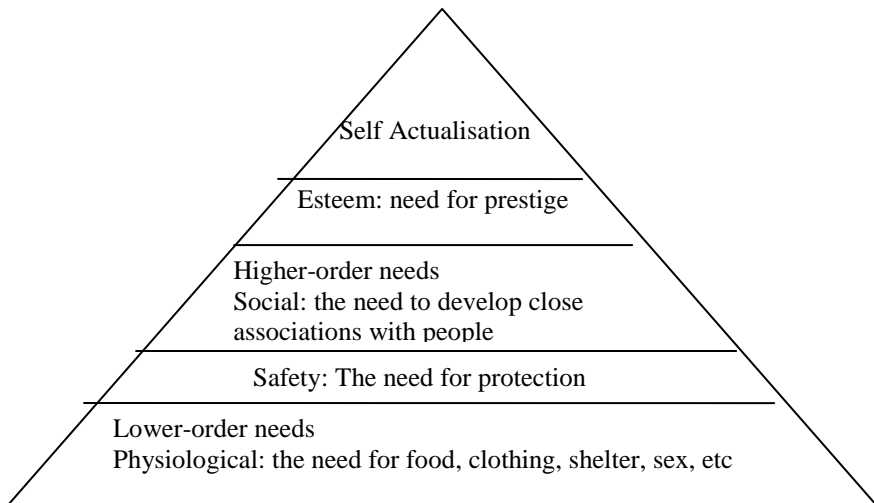 Self Actualisation
Esteem: need for prestige
Higher-order needs
Social: the need to develop close
associations with people
Safety: The need for protection
Lower-order needs
Physiological: the need for food, clothing, shelter, sex, etc